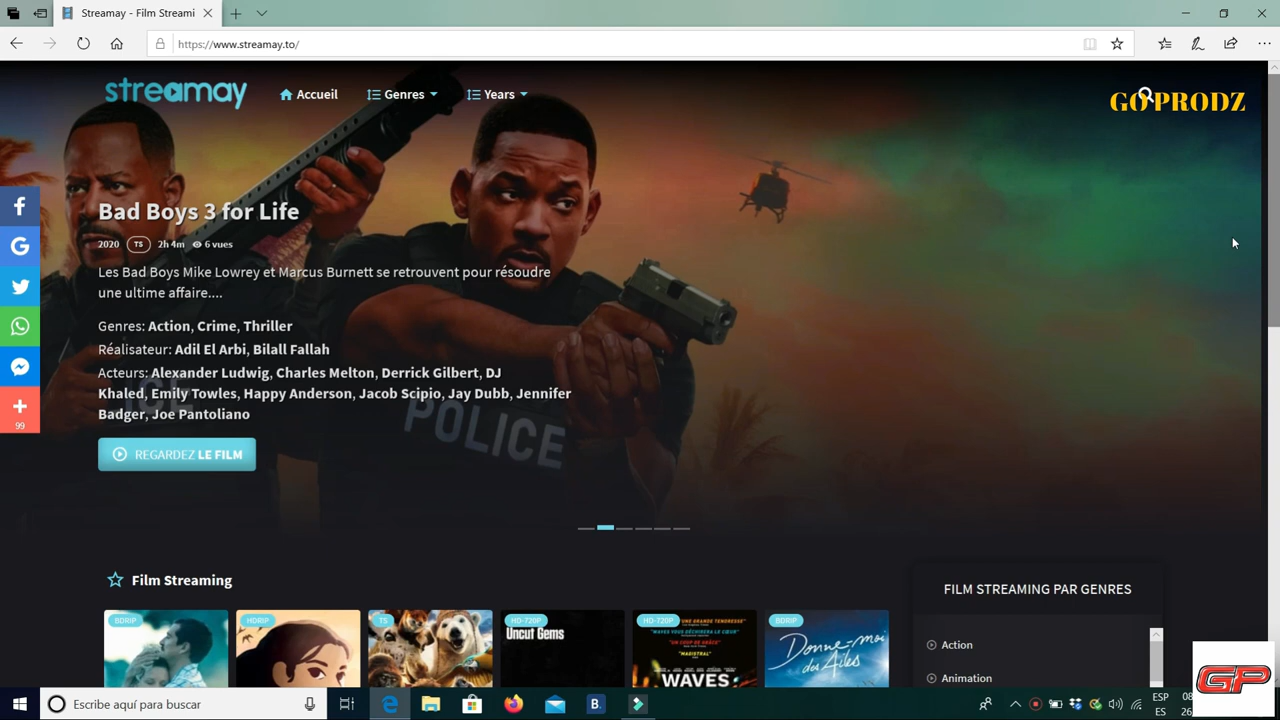 Streamay - Film Streami
https://www.streamay.to/
streamay
Accueil
Genres
Years
GO PRODZ
Bad Boys 3 for Life
2020 TS 2h 4m 6 vues
Les Bad Boys Mike Lowrey et Marcus Burnett se retrouvent pour résoudre
une ultime affaire....
Genres: Action, Crime, Thriller
Réalisateur: Adil El Arbi, Bilall Fallah
Acteurs: Alexander Ludwig, Charles Melton, Derrick Gilbert, DJ
Khaled, Emily Towles, Happy Anderson, Jacob Scipio, Jay Dubb, Jennifer
Badger, Joe Pantoliano
POLICE
REGARDEZ LE FILM
99
Film Streaming
FILM STREAMING PAR GENRES
Action
Animation
BDRIP
HDRIP
TS
HD-720P
Uncut Gems
HD-720P
WAVES
BDRIP
Donne-moi
des Ailes
GP
Escribe aquí para buscar
ESP
ES
08
26